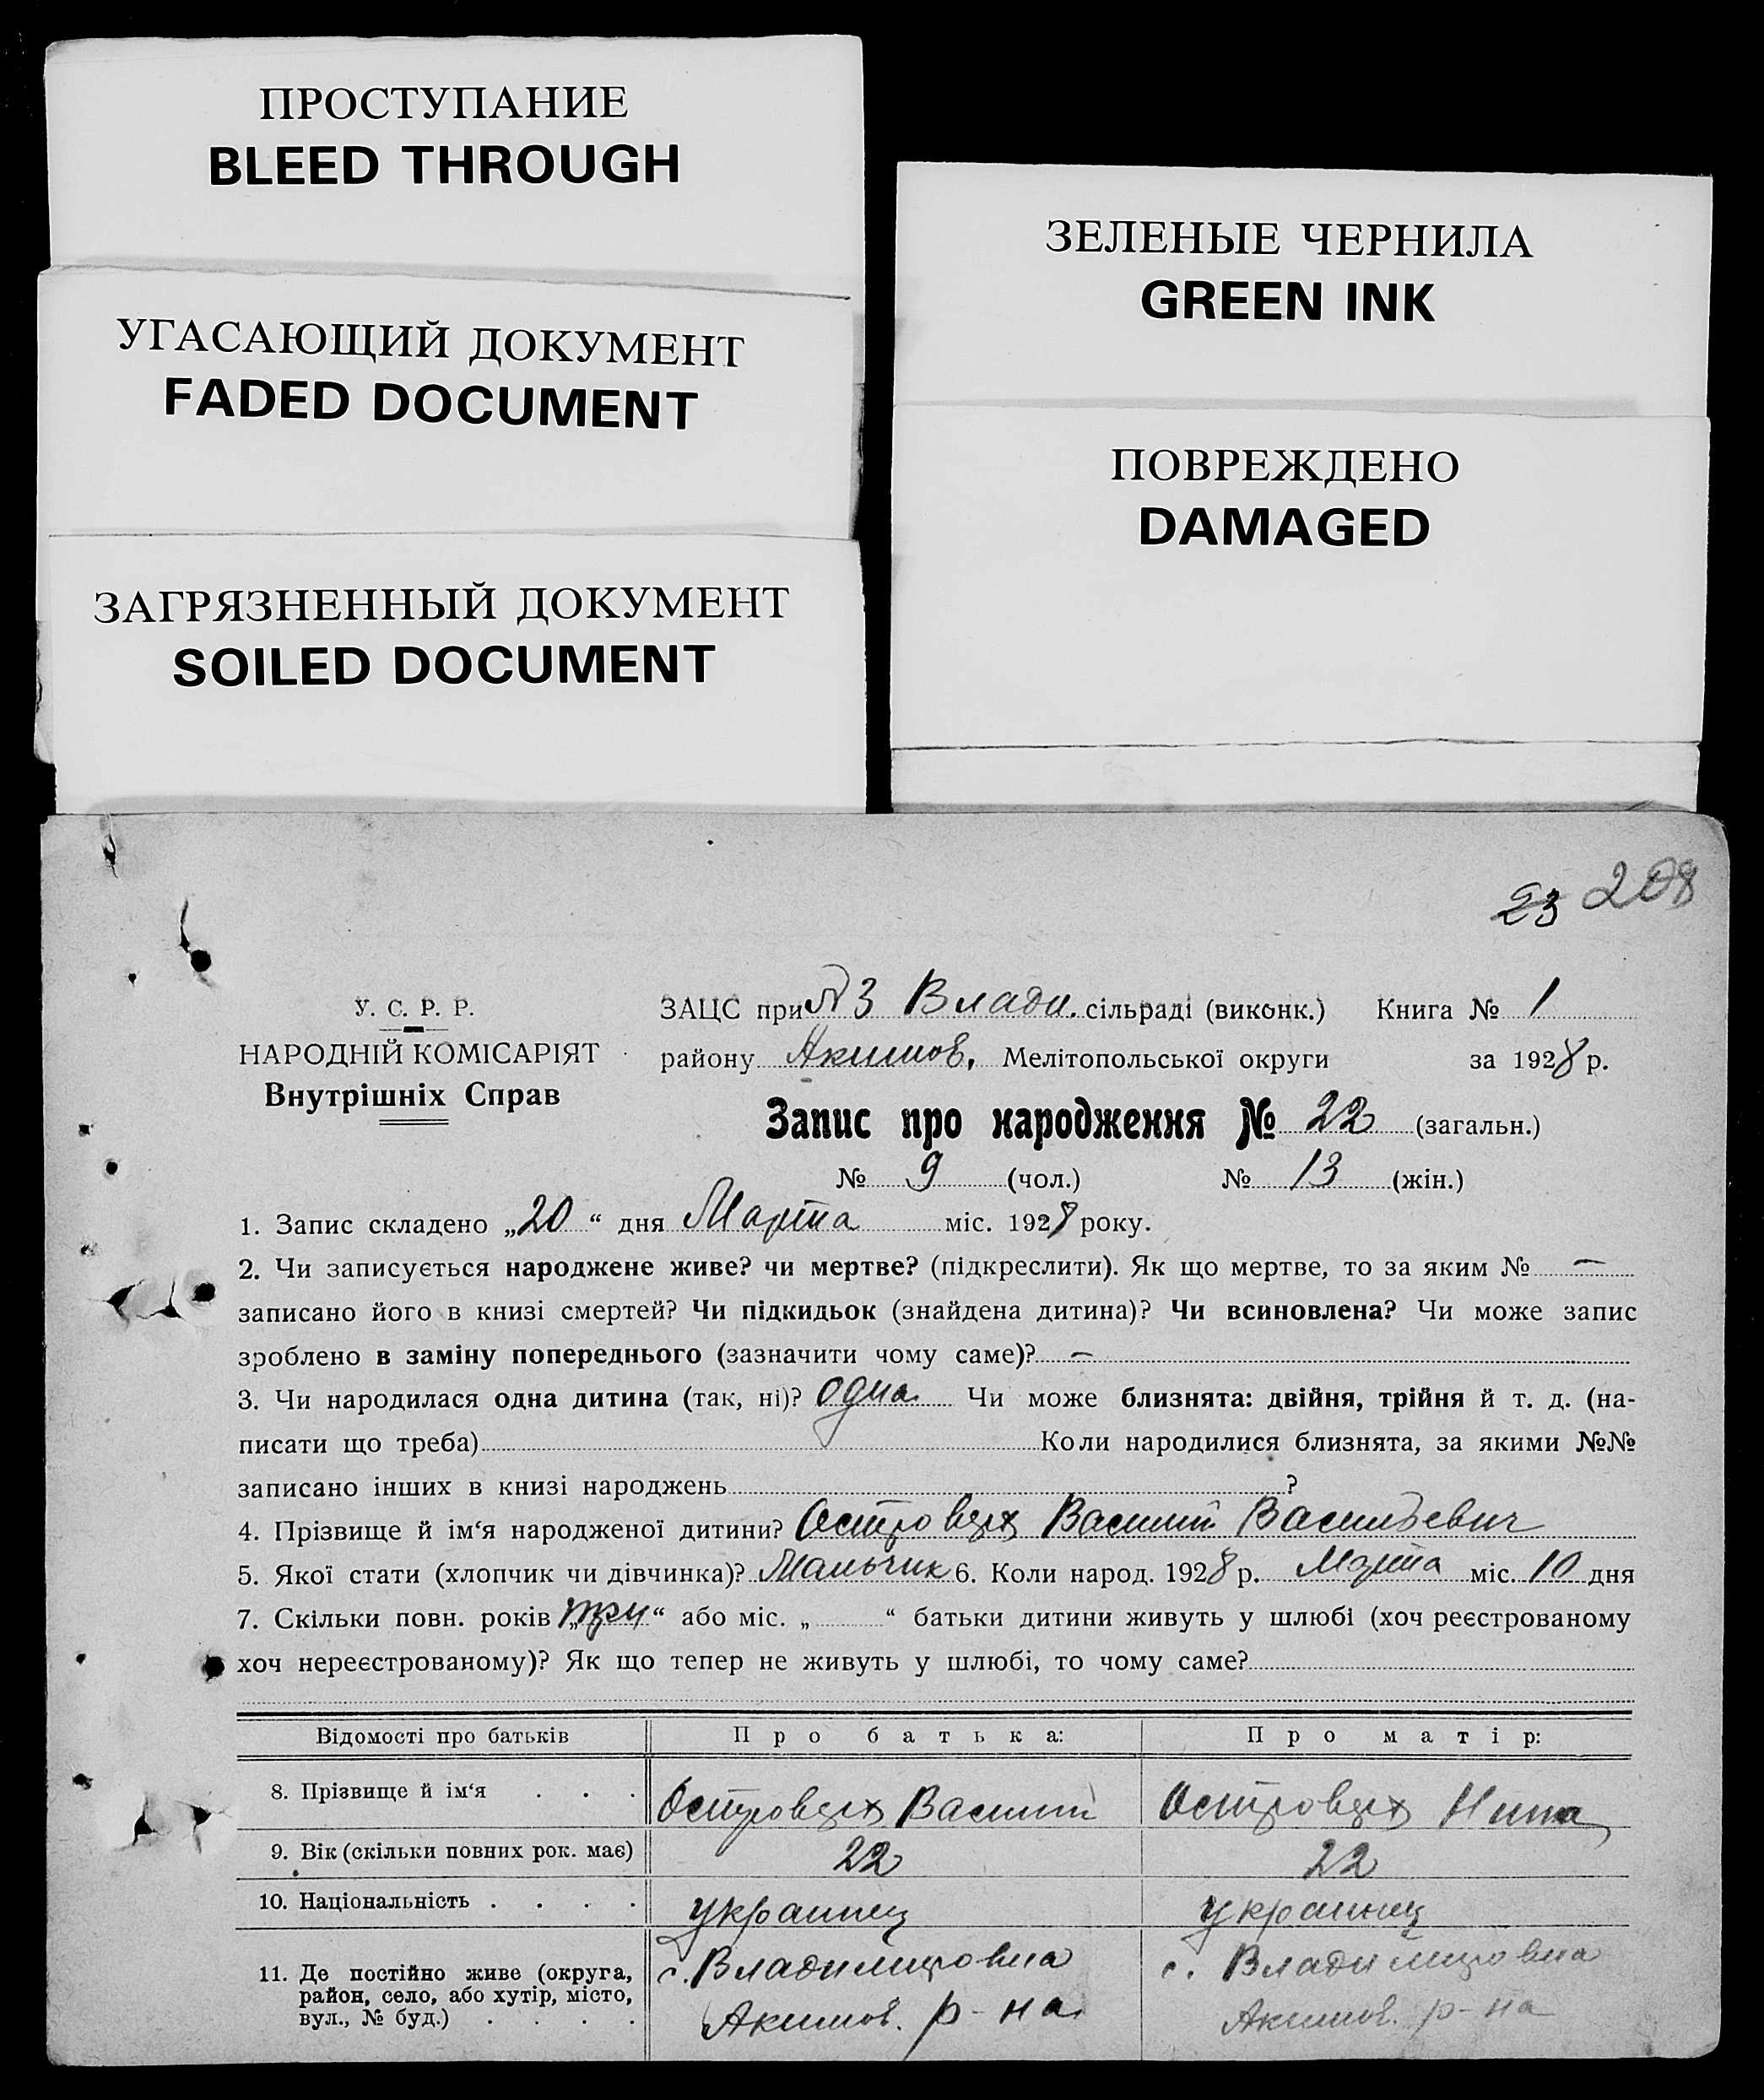 ПРОСТУПАНИЕ
BLEED THROUGH
УГАСАЮЩИЙ ДОКУМЕНТ
FADED DOCUMENT
ЗАГРЯЗНЕННЫЙ ДОКУМЕНТ
SOILED DOCUMENT
ЗЕЛЕНЫЕ ЧЕРНИЛА
GREEN INK
ПОВРЕЖДЕНО
DAMAGED
23 208
У. С. Р. Р.
НАРОДНІЙ КОМІСАРІЯТ
Внутрішніх Справ
ЗАЦС при № 3 Влади. сільраді (виконк.) Книга № 1
району Акимов. Мелітопольської округи за 1928 р.
Запис про народження № 22 (загальн.)
№ 9 (чол.) № 13 (жін.)
1. Запис складено „20“ дня Марта міс. 1928 року.
2. Чи записується народжене живе? чи мертве? (підкреслити). Як що мертве, то за яким № —
записано його в книзі смертей? Чи підкидьок (знайдена дитина)? Чи всиновлена? Чи може запис
зроблено в заміну попереднього (зазначити чому саме)? —
3. Чи народилася одна дитина (так, ні)? одна Чи може близнята: двійня, трійня й т. д. (на-
писати що треба) Коли народилися близнята, за якими №№
записано інших в книзі народжень ?
4. Прізвище й ім‘я народженої дитини? Василий Васильевич
5. Якої стати (хлопчик чи дівчинка)? Мальчик 6. Коли народ. 1928 р. Марта міс. 10 дня
7. Скільки повн. років „три“ або міс. „ “ батьки дитини живуть у шлюбі (хоч реєстрованому
хоч нереєстрованому)? Як що тепер не живуть у шлюбі, то чому саме?
Відомості про батьків Про батька: Про матір:
8. Прізвище й ім‘я . . . Василий Нина
9. Вік (скільки повних рок. має) 22 22
10. Національність . . . . украинец украинец
11. Де постійно живе (округа, район, село, або хутір, місто, вул., № буд.) . . . .
с. Владимировка с. Владимировка
Акимов. р-на Акимов. р-на